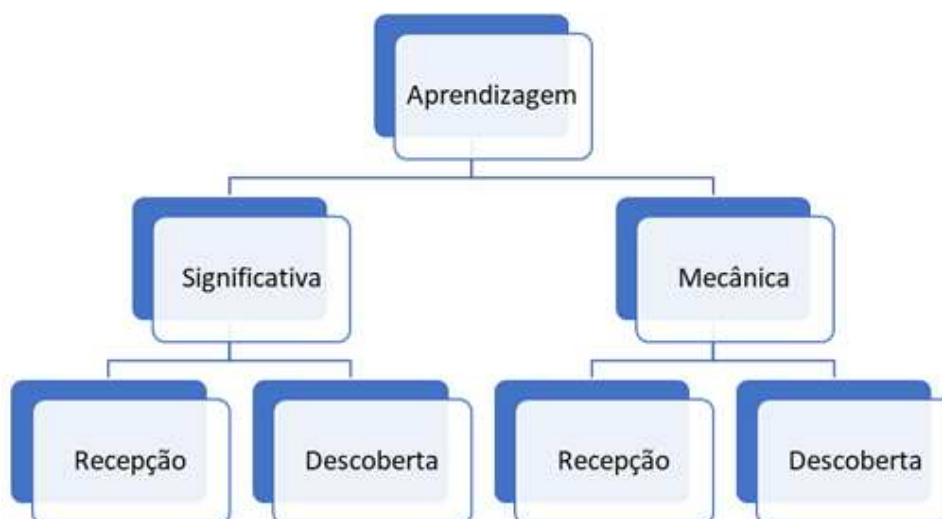 Aprendizagem
Significativa
Mecânica
Recepção
Descoberta
Recepção
Descoberta